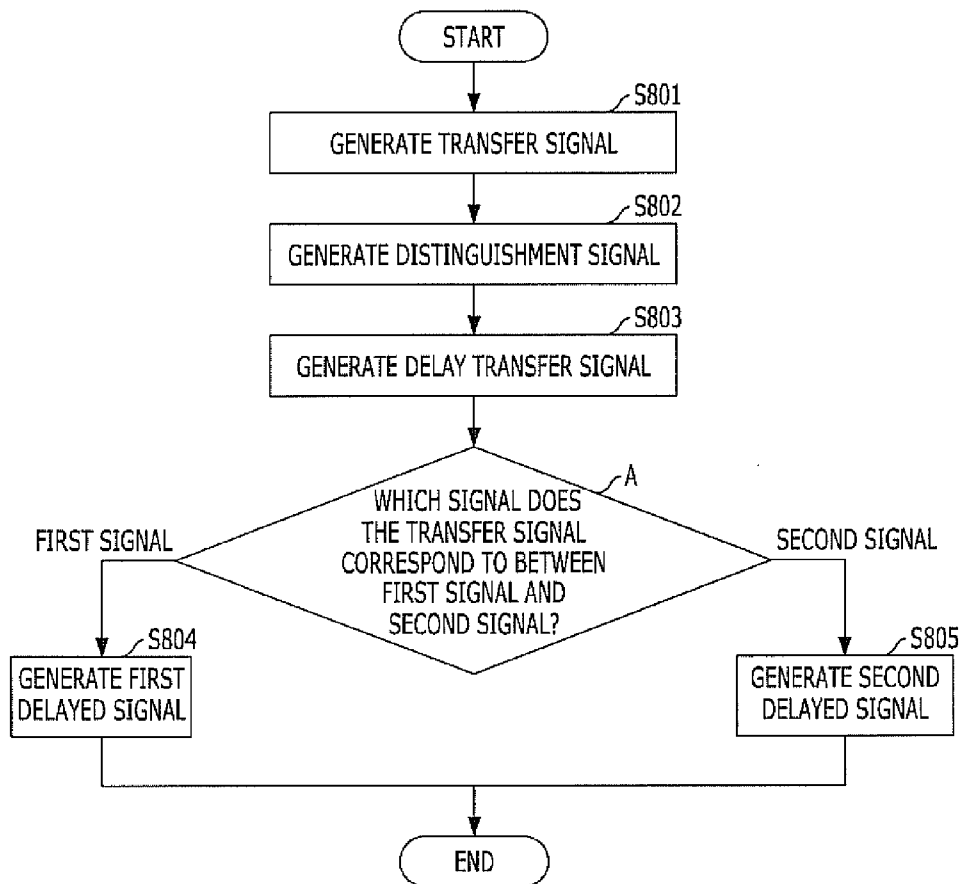 START
S801
GENERATE TRANSFER SIGNAL
S802
GENERATE DISTINGUISHMENT SIGNAL
S803
GENERATE DELAY TRANSFER SIGNAL
A
WHICH SIGNAL DOES
THE TRANSFER SIGNAL
CORRESPOND TO BETWEEN
FIRST SIGNAL AND
SECOND SIGNAL?
FIRST SIGNAL
SECOND SIGNAL
S804
GENERATE FIRST
DELAYED SIGNAL
S805
GENERATE SECOND
DELAYED SIGNAL
END